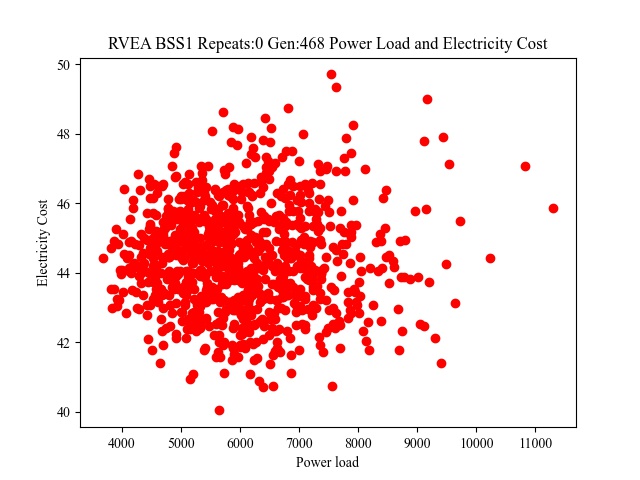 RVEA BSS1 Repeats:0 Gen:468 Power Load and Electricity Cost
50
48
46
44
42
40
Electricity Cost
4000 5000 6000 7000 8000 9000 10000 11000
Power load